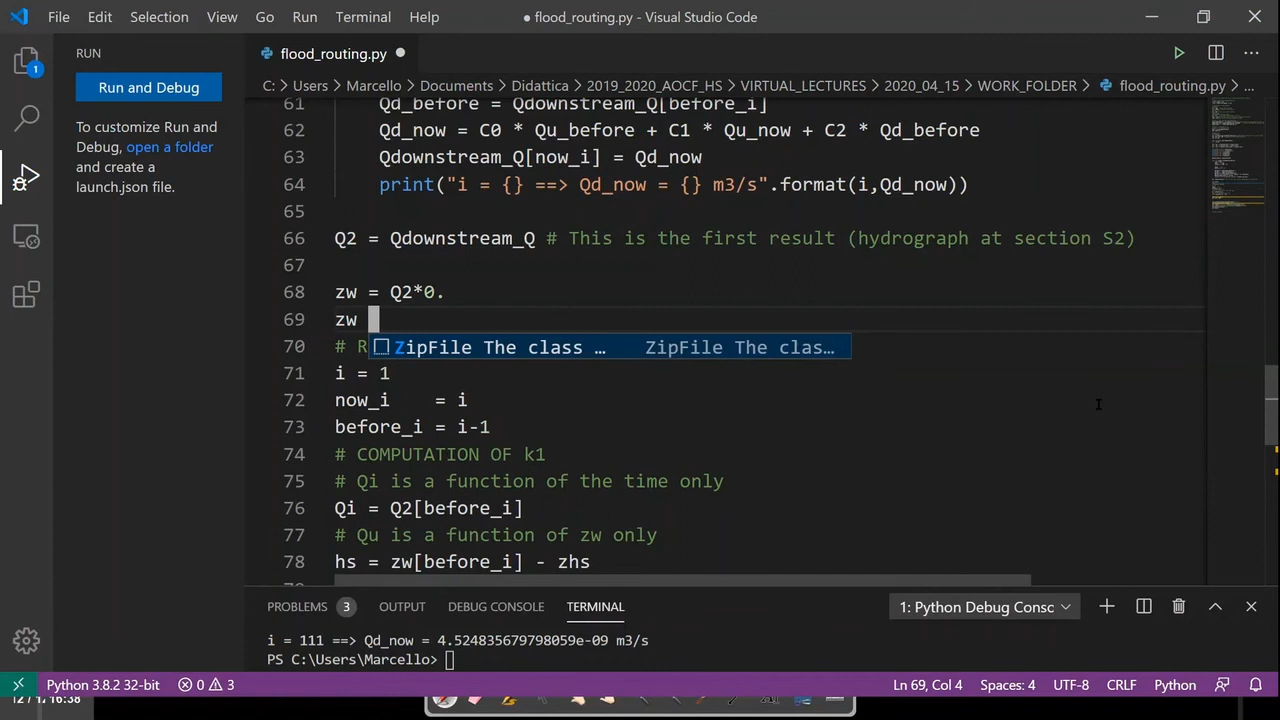 File Edit Selection View Go Run Terminal Help ● flood_routing.py - Visual Studio Code
RUN
flood_routing.py
Run and Debug
To customize Run and
Debug, open a folder
and create a
launch.json file.
1
C: > Users > Marcello > Documents > Didattica > 2019_2020_AOCF_HS > VIRTUAL_LECTURES > 2020_04_15 > WORK_FOLDER > flood_routing.py > ...
61 Qd_before = Qdownstream_Q[before_i]
62 Qd_now = C0 * Qu_before + C1 * Qu_now + C2 * Qd_before
63 Qdownstream_Q[now_i] = Qd_now
64 print("i = {} ==> Qd_now = {} m3/s".format(i,Qd_now))
65
66 Q2 = Qdownstream_Q # This is the first result (hydrograph at section S2)
67
68 zw = Q2*0.
69 zw
ZipFile The class … ZipFile The clas…
70 # R
71 i = 1
72 now_i    = i
73 before_i = i-1
74 # COMPUTATION OF k1
75 # Qi is a function of the time only
76 Qi = Q2[before_i]
77 # Qu is a function of zw only
78 hs = zw[before_i] - zhs
PROBLEMS 3 OUTPUT DEBUG CONSOLE TERMINAL 1: Python Debug Consc
i = 111 ==> Qd_now = 4.524835679798059e-09 m3/s
PS C:\Users\Marcello>
Python 3.8.2 32-bit 0 3 Ln 69, Col 4 Spaces: 4 UTF-8 CRLF Python